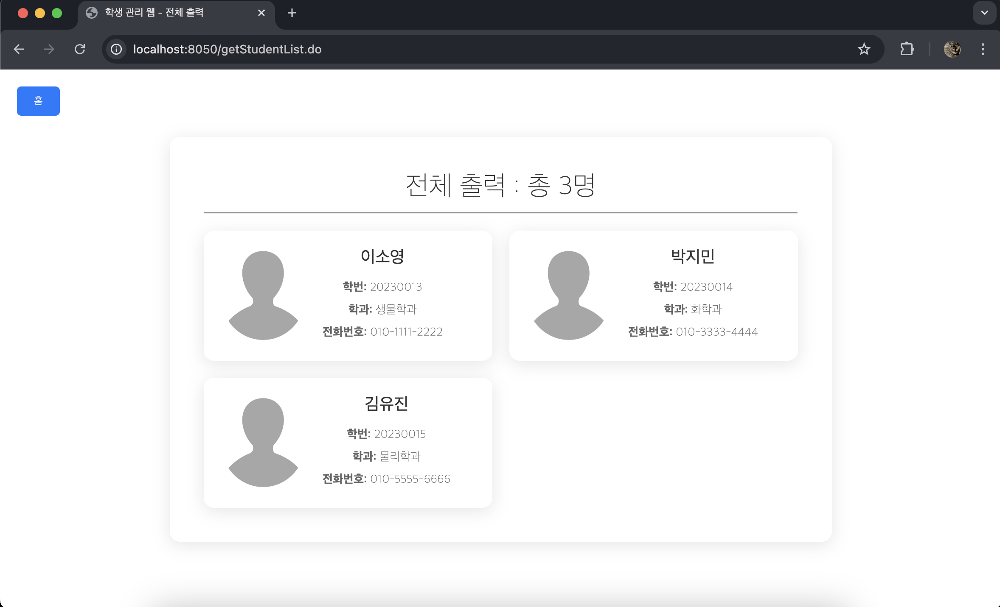 학생 관리 웹 - 전체 출력
localhost:8050/getStudentList.do
홈
전체 출력 : 총 3명
이소영
학번: 20230013
학과: 생물학과
전화번호: 010-1111-2222
박지민
학번: 20230014
학과: 화학과
전화번호: 010-3333-4444
김유진
학번: 20230015
학과: 물리학과
전화번호: 010-5555-6666